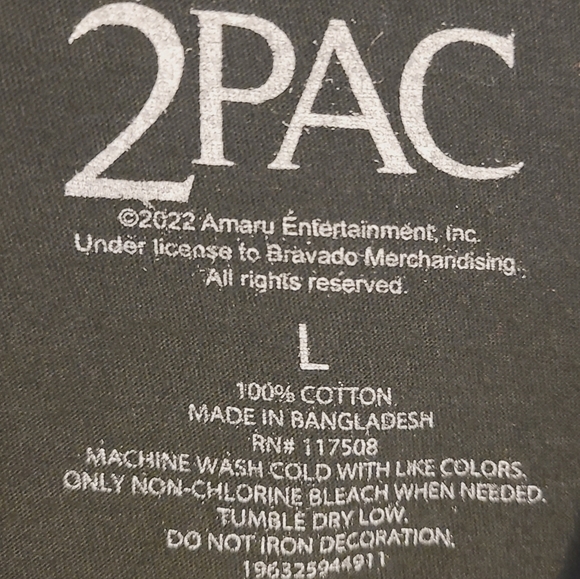 2PAC
©2022 Amaru Entertainment, Inc.
Under license to Bravado Merchandising.
All rights reserved.
L
100% COTTON
MADE IN BANGLADESH
RN# 117508
MACHINE WASH COLD WITH LIKE COLORS.
ONLY NON-CHLORINE BLEACH WHEN NEEDED.
TUMBLE DRY LOW.
DO NOT IRON DECORATION.
196325944911